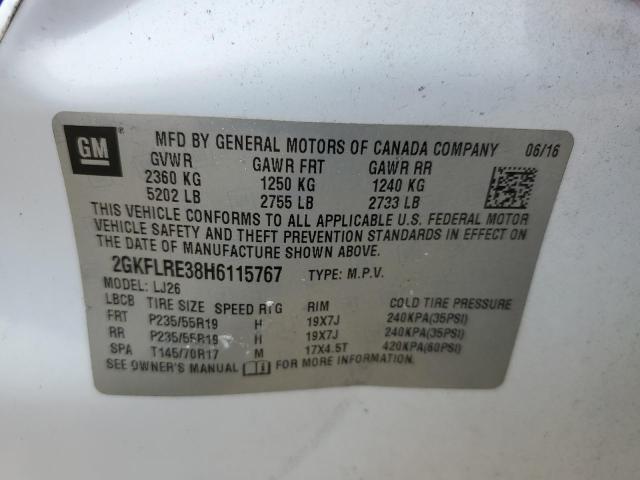 GM
MFD BY GENERAL MOTORS OF CANADA COMPANY 06/16
GVWR GAWR FRT GAWR RR
2360 KG 1250 KG 1240 KG
5202 LB 2755 LB 2733 LB
THIS VEHICLE CONFORMS TO ALL APPLICABLE U.S. FEDERAL MOTOR
VEHICLE SAFETY AND THEFT PREVENTION STANDARDS IN EFFECT ON
THE DATE OF MANUFACTURE SHOWN ABOVE.
2GKFLRE38H6115767 TYPE: M.P.V.
MODEL: LJ26
LBCB TIRE SIZE SPEED RTG RIM COLD TIRE PRESSURE
FRT P235/55R19 H 19X7J 240KPA(35PSI)
RR P235/55R19 H 19X7J 240KPA(35PSI)
SPA T145/70R17 M 17X4.5T 420KPA(60PSI)
SEE OWNER'S MANUAL FOR MORE INFORMATION.